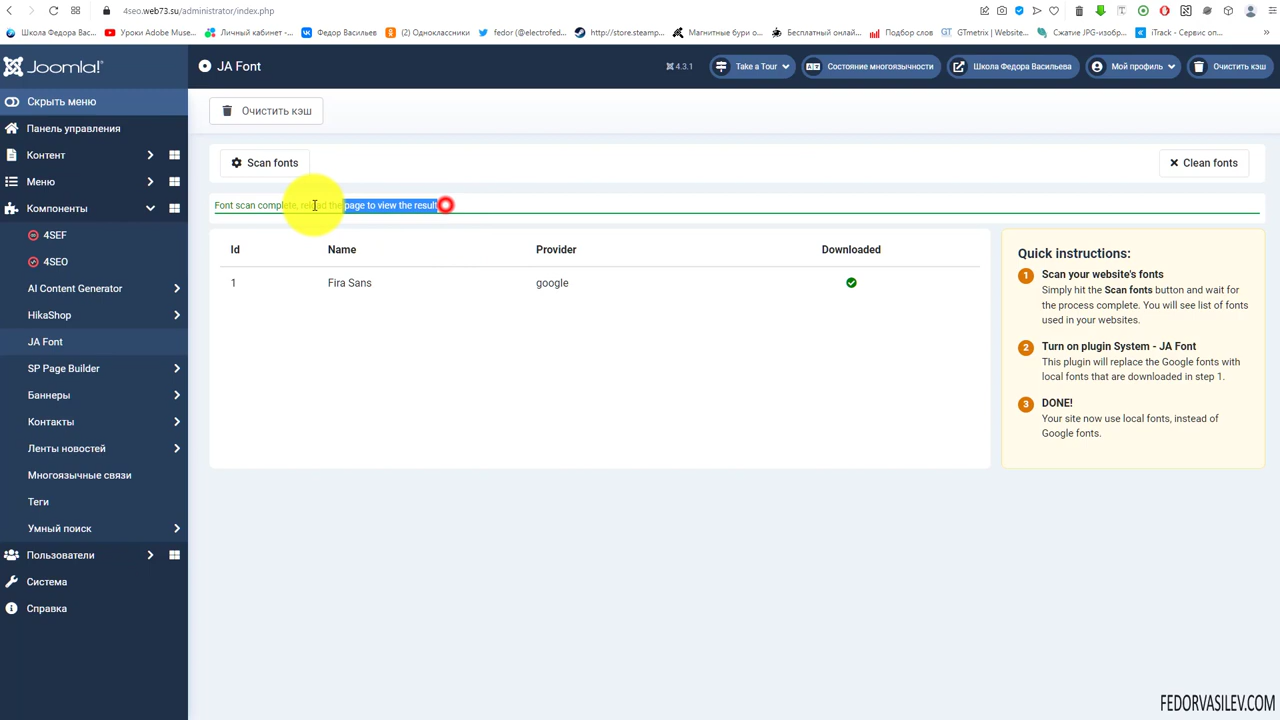 4seo.web73.su/administrator/index.php
Школа Федора Вас...
Уроки Adobe Muse...
Личный кабинет -...
Федор Васильев
(2) Одноклассники
fedor (@electrofed...
http://store.steamp...
Магнитные бури о...
Бесплатный онлай...
Подбор слов
GTmetrix | Website...
Сжатие JPG-изобр...
iTrack - Сервис оп...
Joomla!
JA Font
4.3.1
Take a Tour
Состояние многоязычности
Школа Федора Васильева
Мой профиль
Очистить кэш
Скрыть меню
Панель управления
Контент
Меню
Компоненты
4SEF
4SEO
AI Content Generator
HikaShop
JA Font
SP Page Builder
Баннеры
Контакты
Ленты новостей
Многоязычные связи
Теги
Умный поиск
Пользователи
Система
Справка
Очистить кэш
Scan fonts
Clean fonts
Font scan complete, reload the page to view the result
Id Name Provider Downloaded
1 Fira Sans google
Quick instructions:
1 Scan your website's fonts
Simply hit the Scan fonts button and wait for
the process complete. You will see list of fonts
used in your websites.
2 Turn on plugin System - JA Font
This plugin will replace the Google fonts with
local fonts that are downloaded in step 1.
3 DONE!
Your site now use local fonts, instead of
Google fonts.
FEDORVASILEV.COM